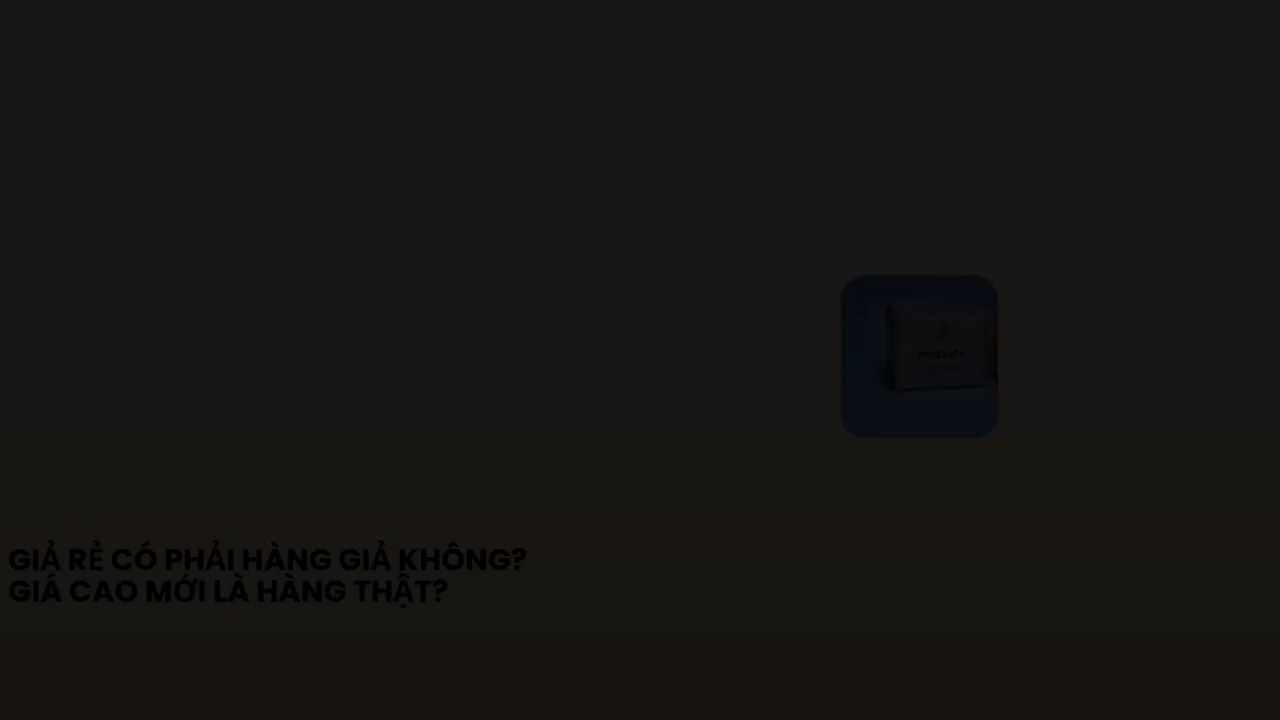 GIẢ RẺ CÓ PHẢI HÀNG GIẢ KHÔNG?
GIÁ CAO MỚI LÀ HÀNG THẬT?